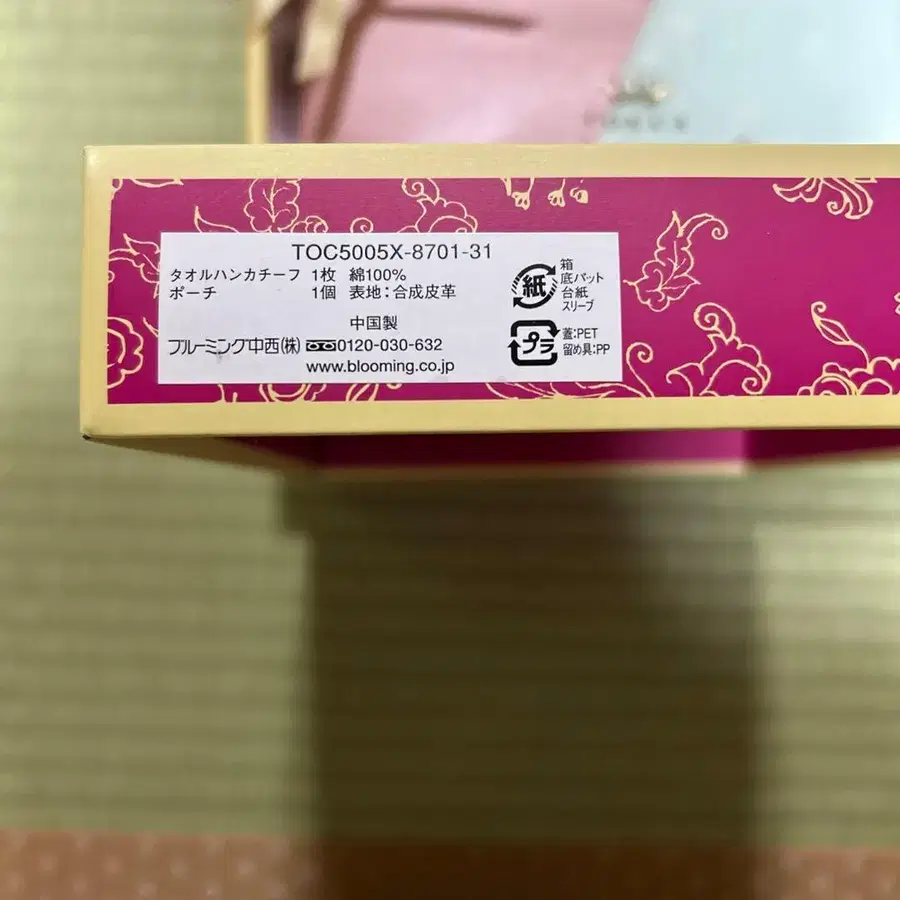 TOC5005X-8701-31
タオルハンカチーフ 1枚 綿100%
ポーチ 1個 表地:合成皮革
中国製
ブルーミング中西(株) 0120-030-632
www.blooming.co.jp
紙
箱
底パット
台紙
スリーブ
プラ
蓋:PET
留め具:PP